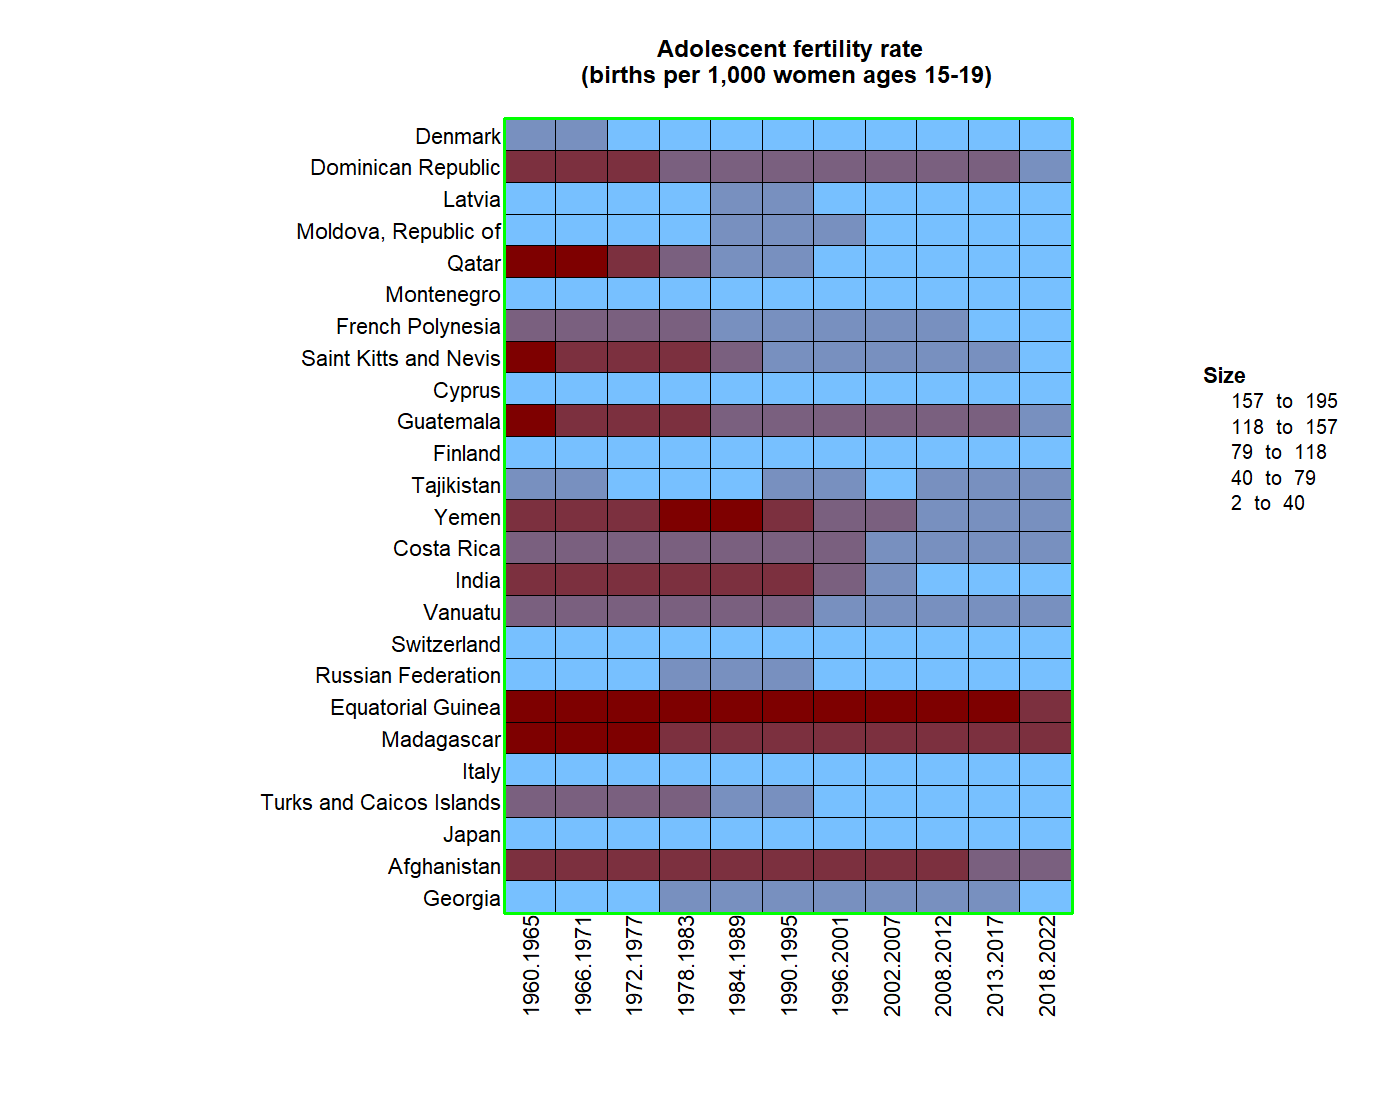 Adolescent fertility rate
(births per 1,000 women ages 15-19)
Denmark
Dominican Republic
Latvia
Moldova, Republic of
Qatar
Montenegro
French Polynesia
Saint Kitts and Nevis
Cyprus
Guatemala
Finland
Tajikistan
Yemen
Costa Rica
India
Vanuatu
Switzerland
Russian Federation
Equatorial Guinea
Madagascar
Italy
Turks and Caicos Islands
Japan
Afghanistan
Georgia
1960.1965
1966.1971
1972.1977
1978.1983
1984.1989
1990.1995
1996.2001
2002.2007
2008.2012
2013.2017
2018.2022
Size
157 to 195
118 to 157
79 to 118
40 to 79
2 to 40